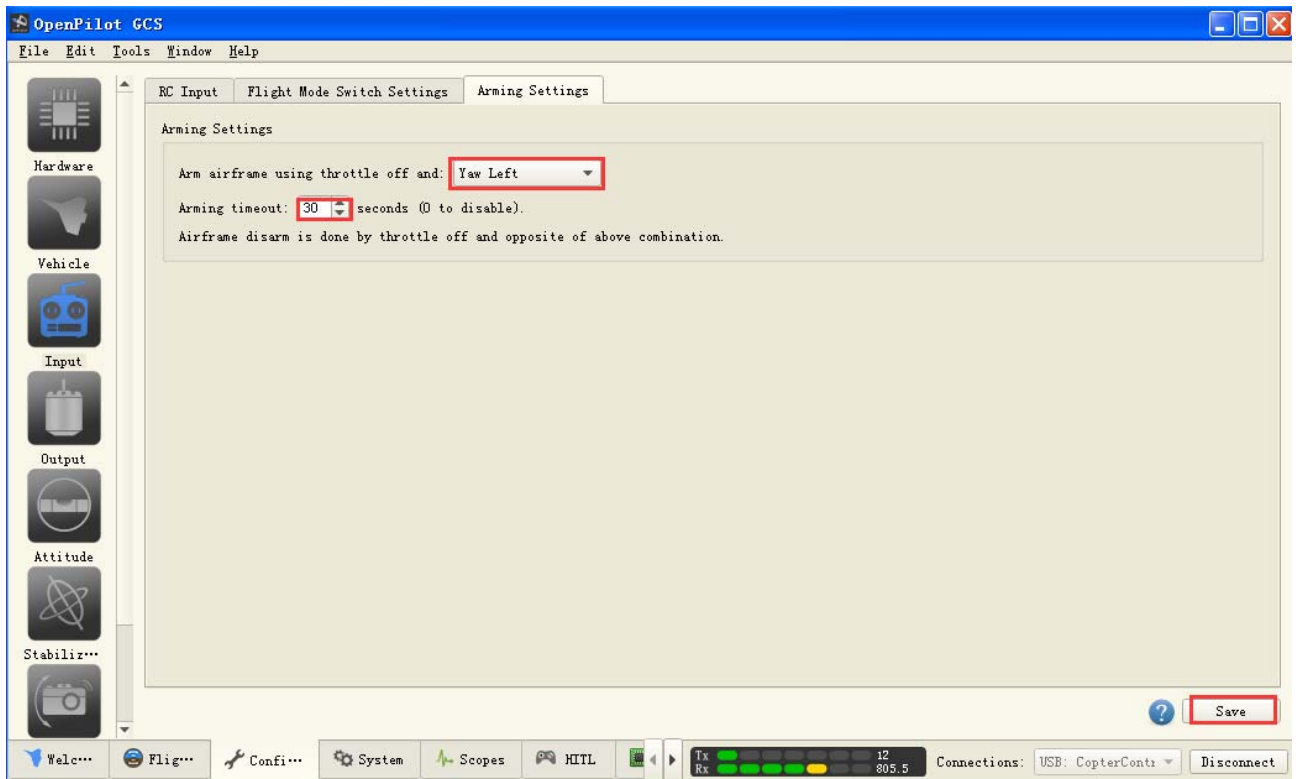 OpenPilot GCS
File Edit Tools Window Help
RC Input Flight Mode Switch Settings Arming Settings
Arming Settings
Arm airframe using throttle off and: Yaw Left
Arming timeout: 30 seconds (0 to disable).
Airframe disarm is done by throttle off and opposite of above combination.
Hardware
Vehicle
Input
Output
Attitude
Stabiliz…
? Save
Welc… Flig… Confi… System Scopes HITL Tx 12 Rx 805.5 Connections: USB: CopterContr Disconnect